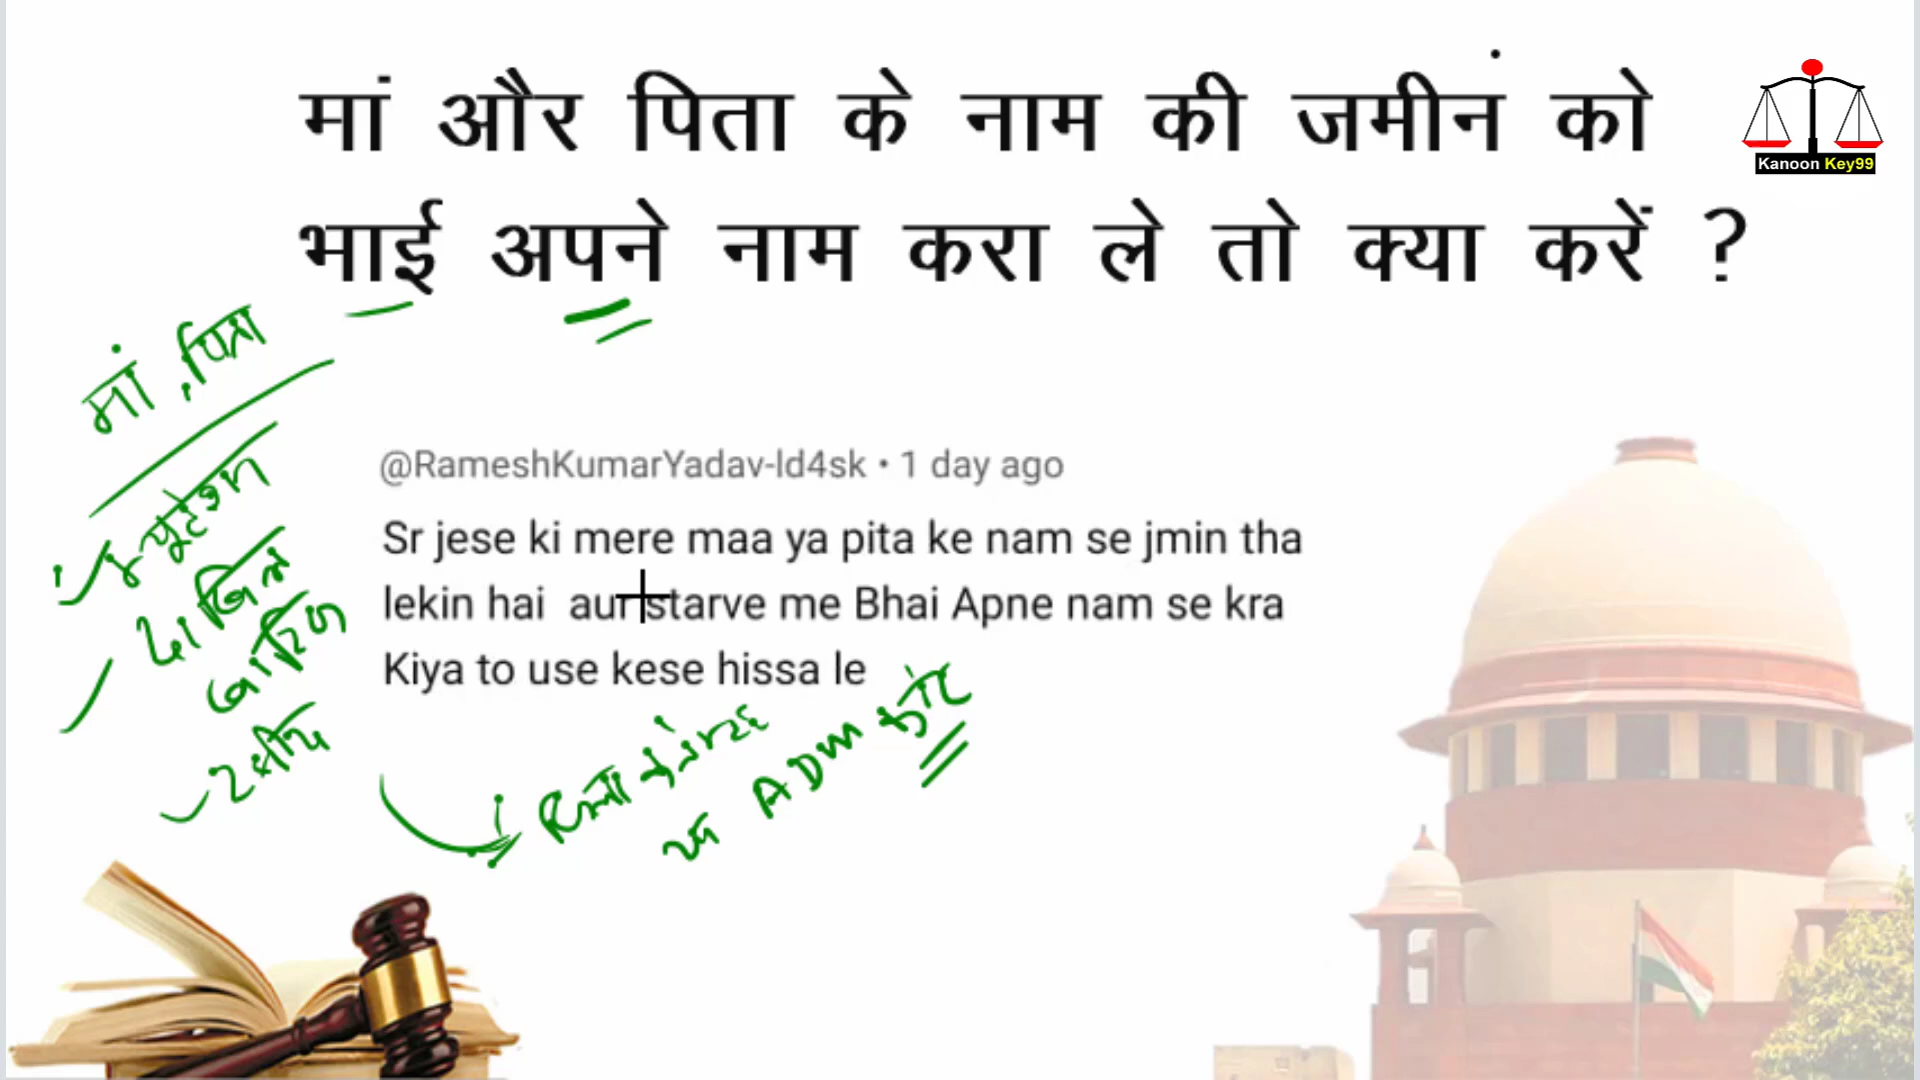 मां और पिता के नाम की जमीन को
भाई अपने नाम करा ले तो क्या करें ?
Kanoon Key99
मां, पिता
@RameshKumarYadav-ld4sk • 1 day ago
Sr jese ki mere maa ya pita ke nam se jmin tha
lekin hai aur starve me Bhai Apne nam se kra
Kiya to use kese hissa le
म्यूटेशन
दाखिल
खारिज
ADM कोर्ट